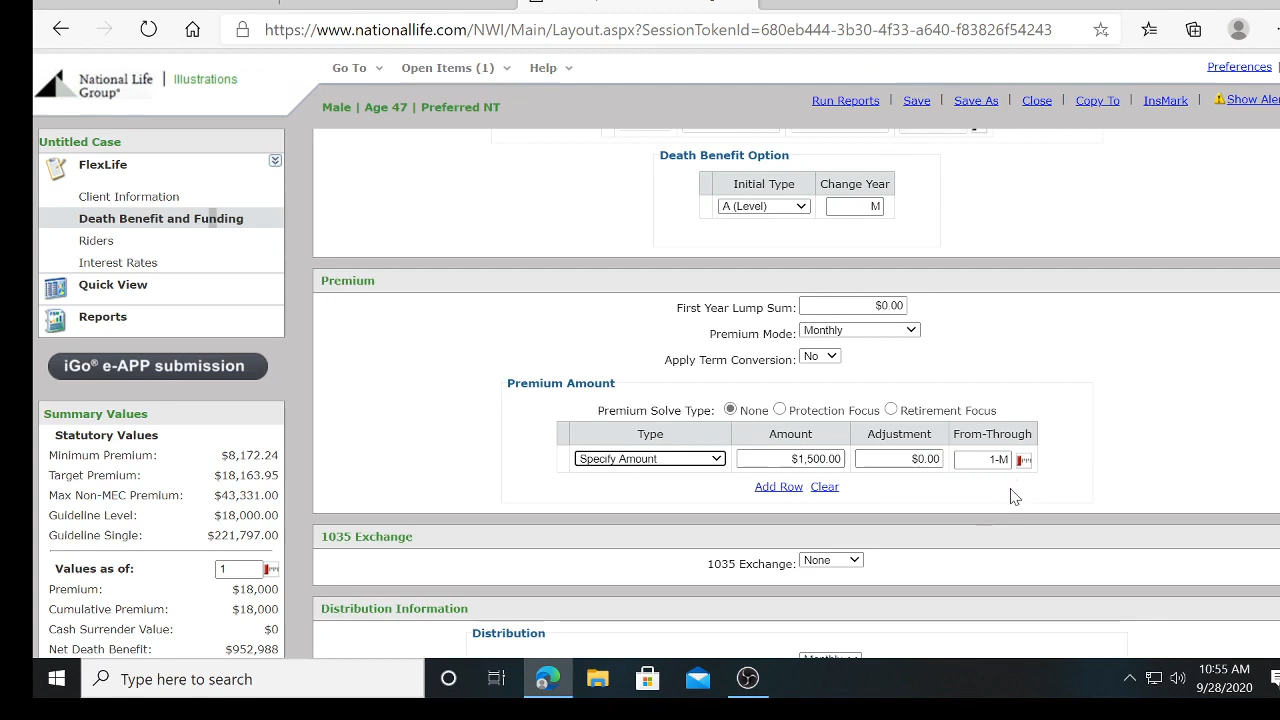 https://www.nationallife.com/NWI/Main/Layout.aspx?SessionTokenId=680eb444-3b30-4f33-a640-f83826f54243
National Life Group® | Illustrations
Go To Open Items (1) Help Preferences
Male | Age 47 | Preferred NT
Run Reports | Save | Save As | Close | Copy To | InsMark | Show Ale
Untitled Case
FlexLife
Client Information
Death Benefit and Funding
Riders
Interest Rates
Quick View
Reports
iGo® e-APP submission
Summary Values
Statutory Values
Minimum Premium: $8,172.24
Target Premium: $18,163.95
Max Non-MEC Premium: $43,331.00
Guideline Level: $18,000.00
Guideline Single: $221,797.00
Values as of: 1
Premium: $18,000
Cumulative Premium: $18,000
Cash Surrender Value: $0
Net Death Benefit: $952,988
Death Benefit Option
Initial Type Change Year
A (Level) M
Premium
First Year Lump Sum: $0.00
Premium Mode: Monthly
Apply Term Conversion: No
Premium Amount
Premium Solve Type: None Protection Focus Retirement Focus
Type Amount Adjustment From-Through
Specify Amount $1,500.00 $0.00 1-M
Add Row Clear
1035 Exchange
1035 Exchange: None
Distribution Information
Distribution
Type here to search
10:55 AM
9/28/2020